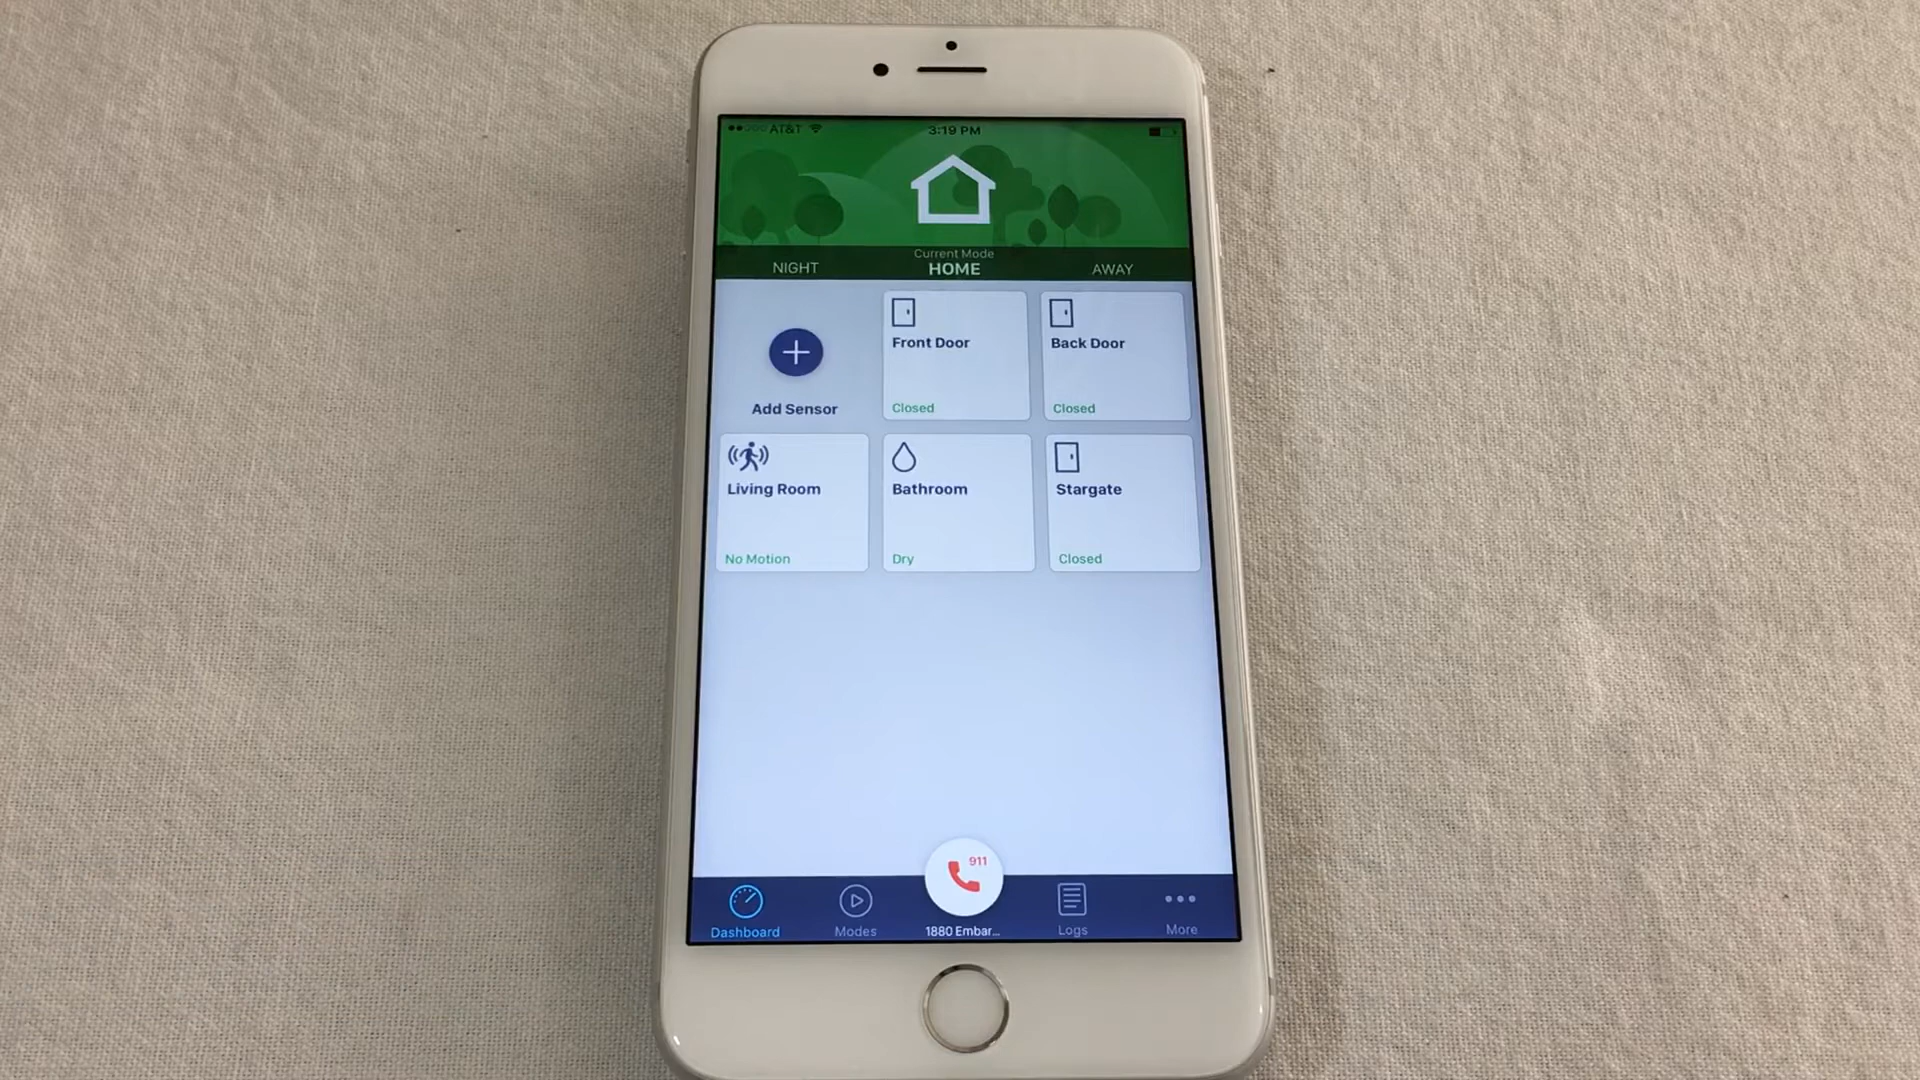 AT&T
3:19 PM
Current Mode
NIGHT HOME AWAY
Front Door
Closed
Back Door
Closed
Add Sensor
Living Room
No Motion
Bathroom
Dry
Stargate
Closed
911
Dashboard
Modes
1880 Embar...
Logs
More